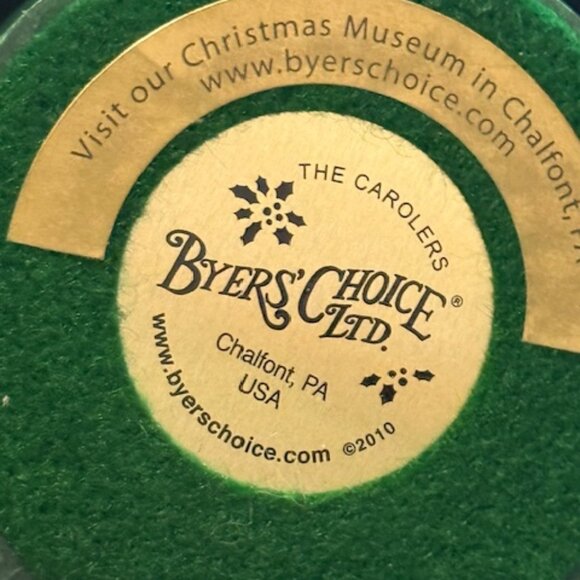 Visit our Christmas Museum in Chalfont, PA
www.byerschoice.com
THE CAROLERS
BYERS' CHOICE®
LTD.
Chalfont, PA
USA
www.byerschoice.com ©2010